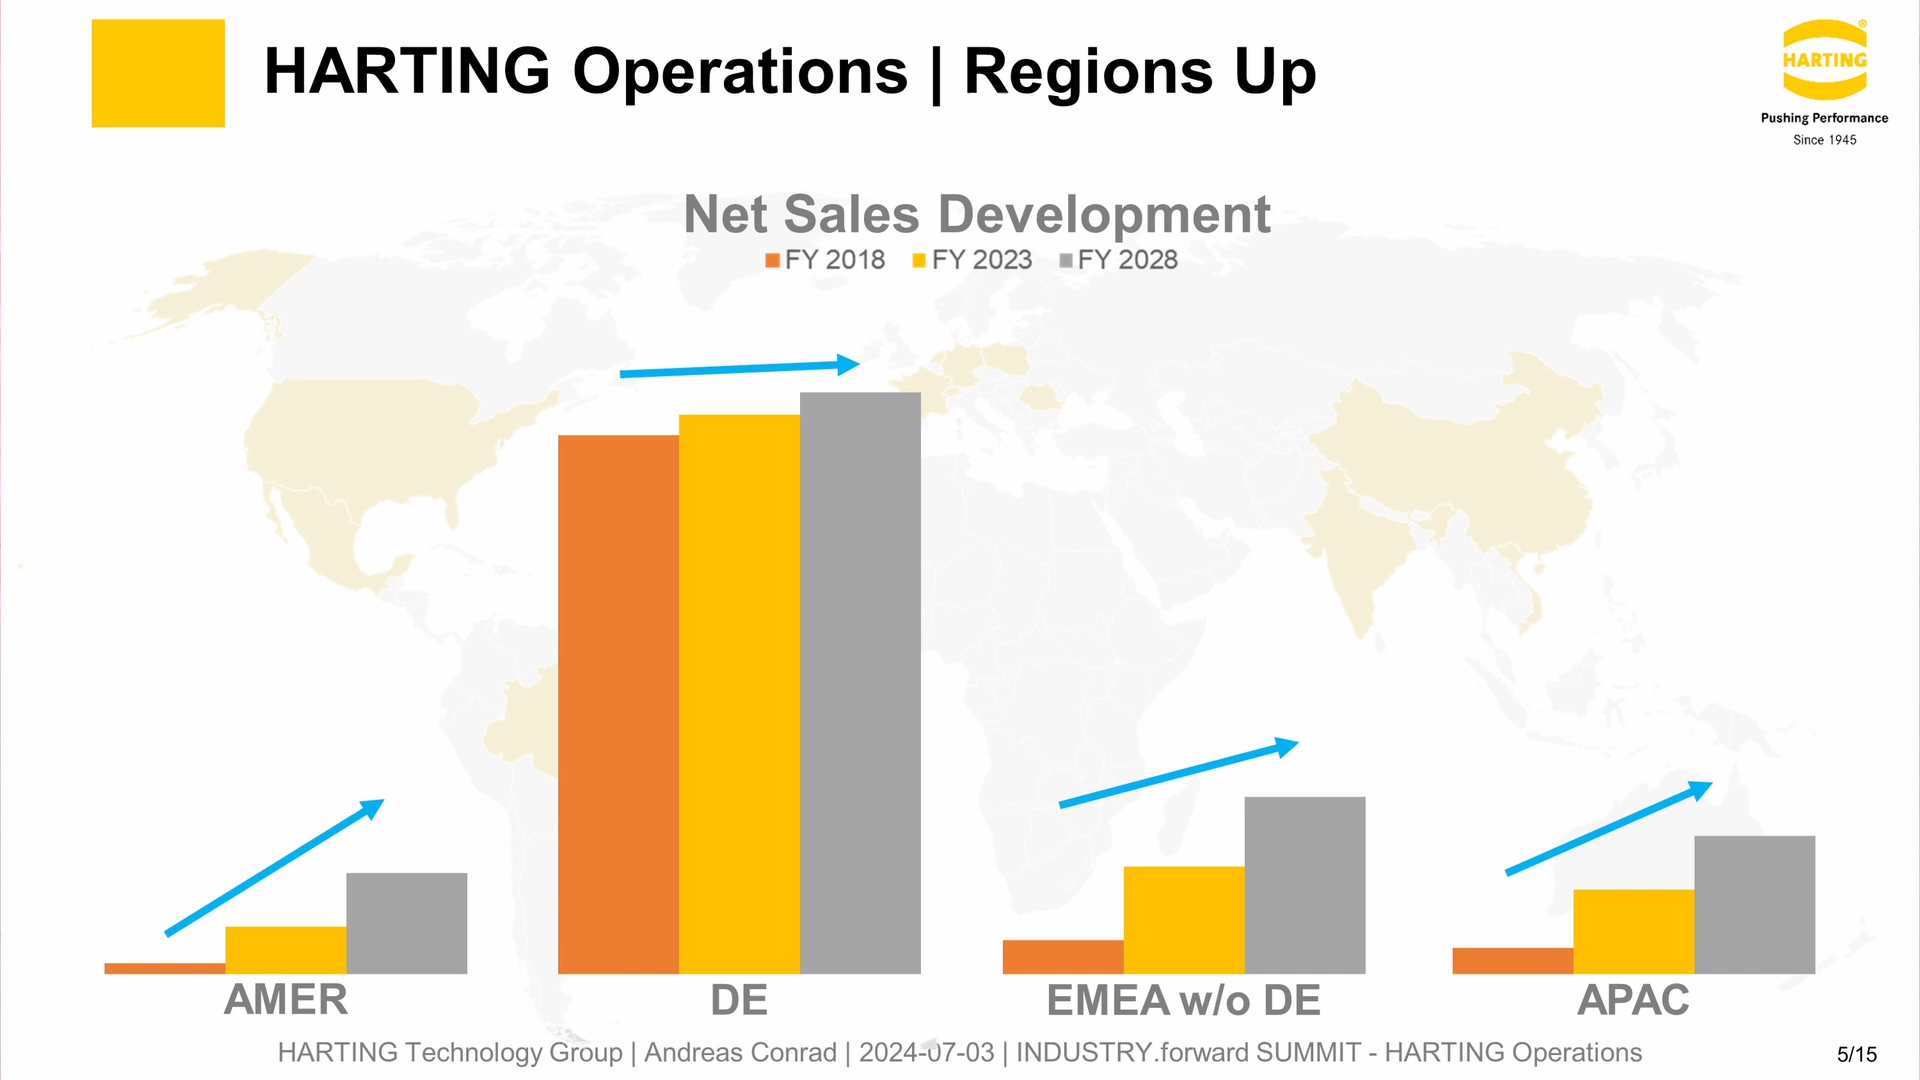 HARTING Operations | Regions Up
HARTING
®
Pushing Performance
Since 1945
Net Sales Development
FY 2018 FY 2023 FY 2028
AMER DE EMEA w/o DE APAC
HARTING Technology Group | Andreas Conrad | 2024-07-03 | INDUSTRY.forward SUMMIT - HARTING Operations
5/15